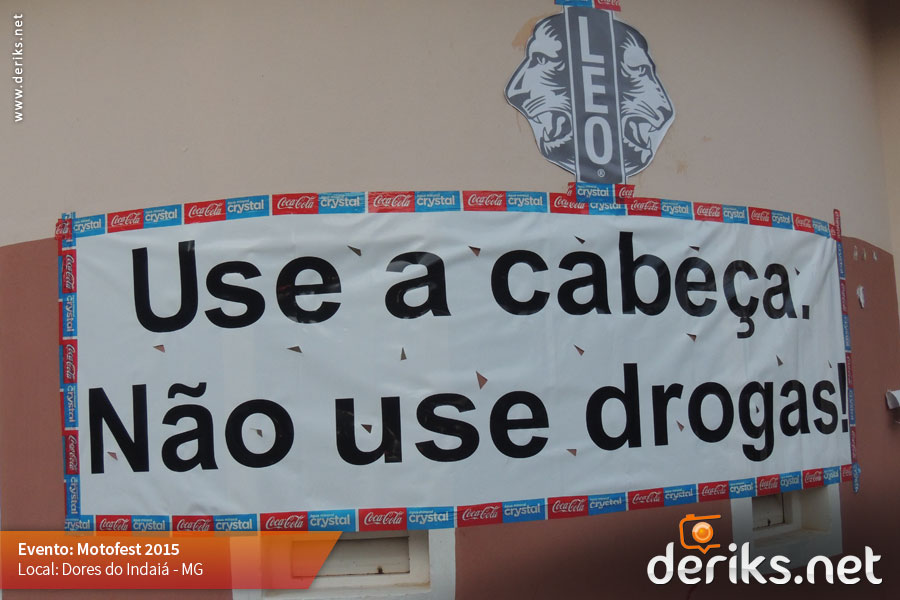 www.deriks.net
LEO
®
Use a cabeça.
Não use drogas!
Coca-Cola crystal
Evento: Motofest 2015
Local: Dores do Indaiá - MG
deriks.net